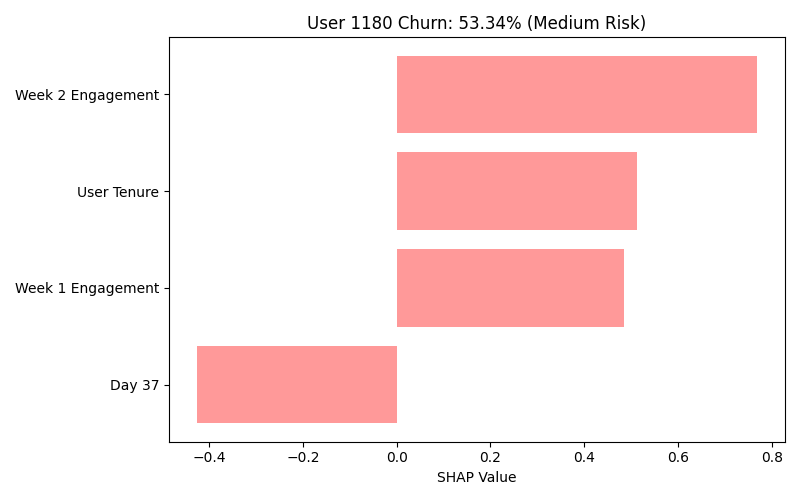 User 1180 Churn: 53.34% (Medium Risk)
Week 2 Engagement
User Tenure
Week 1 Engagement
Day 37
−0.4 −0.2 0.0 0.2 0.4 0.6 0.8
SHAP Value